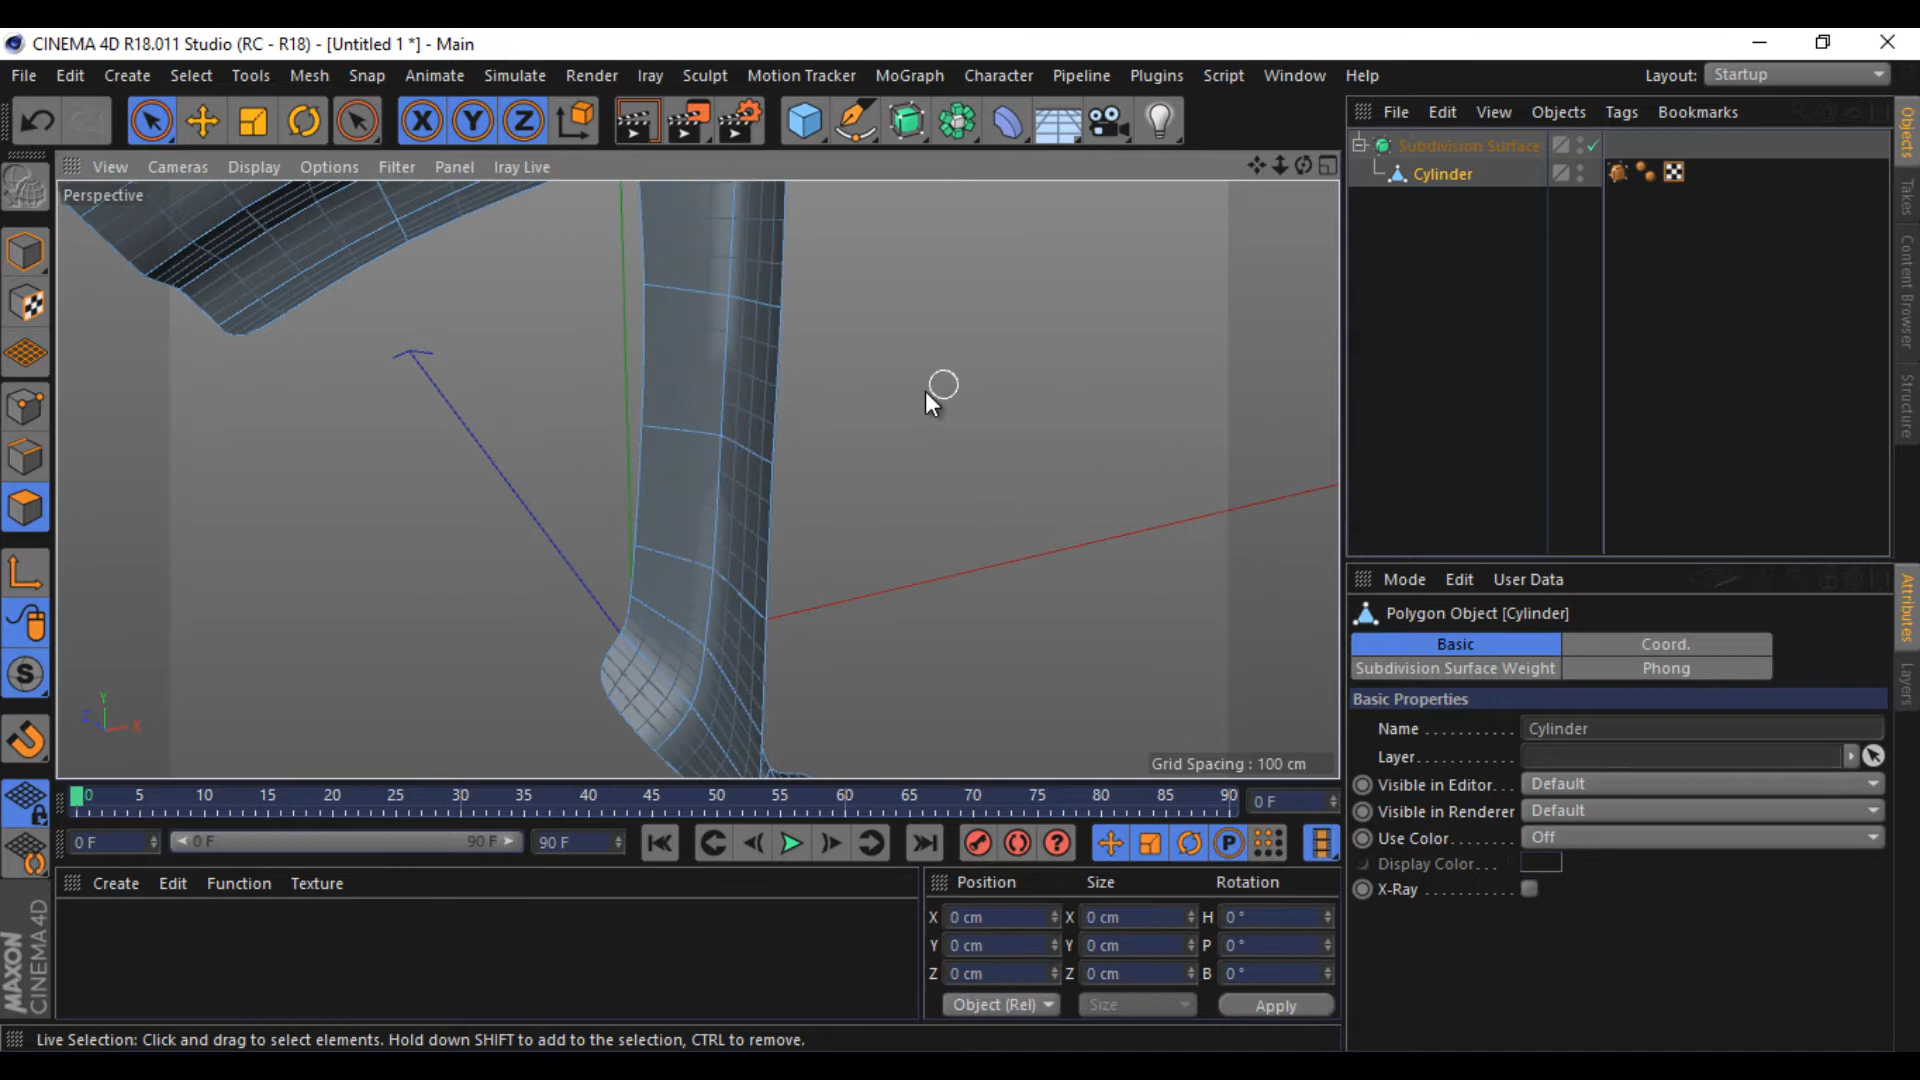 CINEMA 4D R18.011 Studio (RC - R18) - [Untitled 1 *] - Main
File Edit Create Select Tools Mesh Snap Animate Simulate Render Iray Sculpt Motion Tracker MoGraph Character Pipeline Plugins Script Window Help Layout: Startup
File Edit View Objects Tags Bookmarks
Subdivision Surface
Cylinder
View Cameras Display Options Filter Panel Iray Live
Perspective
Y
Z X
Grid Spacing : 100 cm
Objects
Takes
Content Browser
Structure
Mode Edit User Data
Polygon Object [Cylinder]
Basic Coord.
Subdivision Surface Weight Phong
Basic Properties
Name Cylinder
Layer
Visible in Editor Default
Visible in Renderer Default
Use Color Off
Display Color
X-Ray
Attributes
Layers
0 5 10 15 20 25 30 35 40 45 50 55 60 65 70 75 80 85 90 0 F
0 F 0 F 90 F 90 F
Create Edit Function Texture
Position Size Rotation
X 0 cm X 0 cm H 0 °
Y 0 cm Y 0 cm P 0 °
Z 0 cm Z 0 cm B 0 °
Object (Rel) Size Apply
MAXON
CINEMA 4D
Live Selection: Click and drag to select elements. Hold down SHIFT to add to the selection, CTRL to remove.